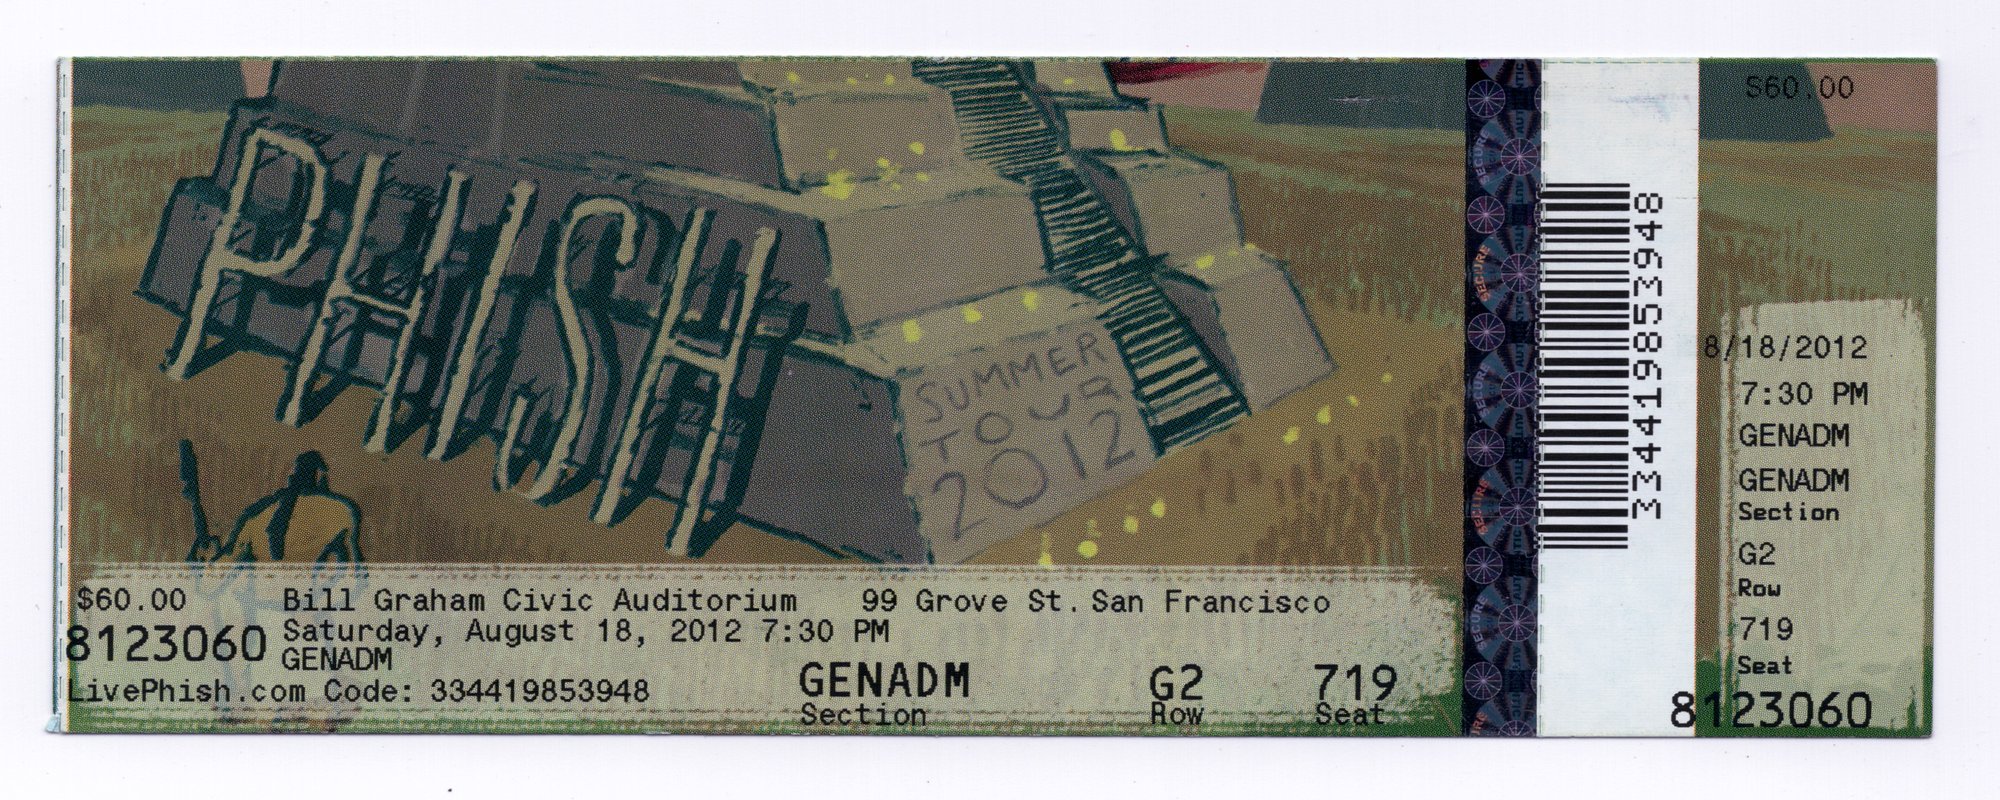 PHISH
SUMMER
TOUR
2012
$60.00 Bill Graham Civic Auditorium 99 Grove St. San Francisco
8123060 Saturday, August 18, 2012 7:30 PM
GENADM
LivePhish.com Code: 334419853948
GENADM G2 719
Section Row Seat
SECURE
334419853948
$60.00
8/18/2012
7:30 PM
GENADM
GENADM
Section
G2
Row
719
Seat
8123060